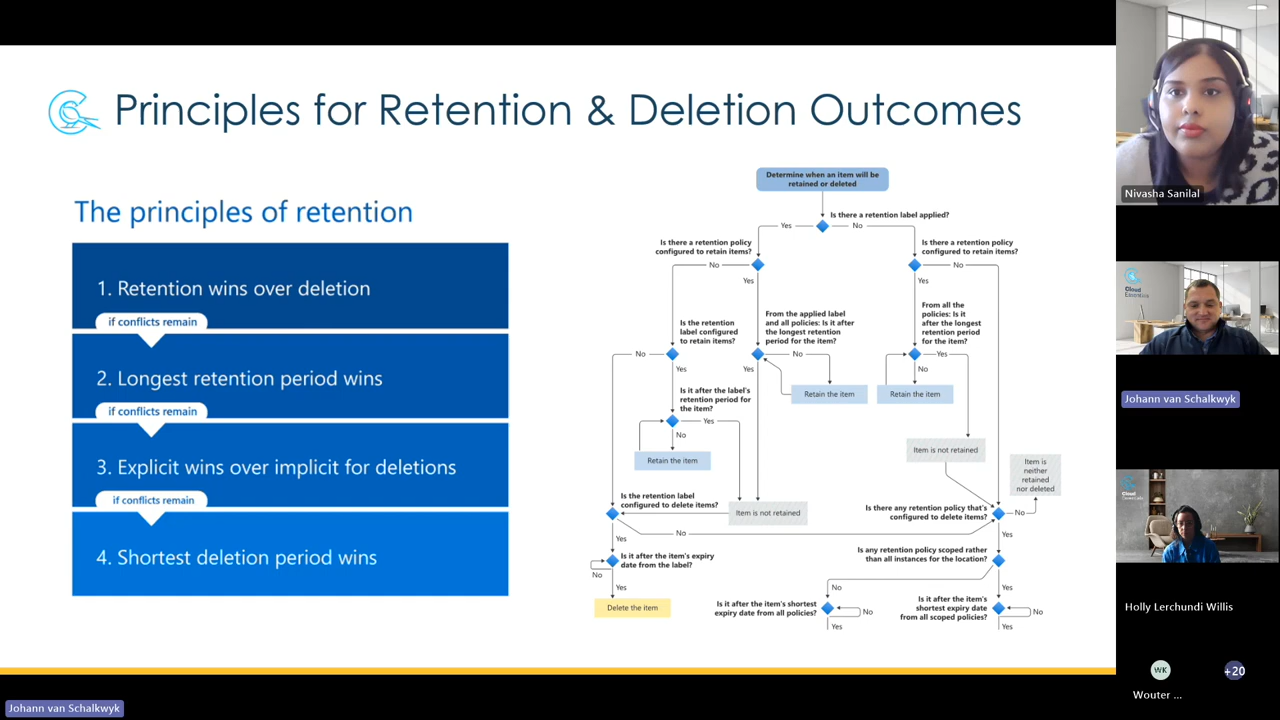 Principles for Retention & Deletion Outcomes
The principles of retention
1. Retention wins over deletion
if conflicts remain
2. Longest retention period wins
if conflicts remain
3. Explicit wins over implicit for deletions
if conflicts remain
4. Shortest deletion period wins
Determine when an item will be
retained or deleted
Is there a retention label applied?
Yes
No
Is there a retention policy
configured to retain items?
No
Yes
Is there a retention policy
configured to retain items?
No
Yes
Is the retention
label configured
to retain items?
No
Yes
From the applied label
and all policies: Is it after
the longest retention
period for the item?
No
Yes
From all the
policies: Is it
after the longest
retention period
for the item?
Yes
No
Retain the item
Retain the item
Is it after the label's
retention period for
the item?
Yes
No
Retain the item
Item is not retained
Item is
neither
retained
nor deleted
Is the retention label
configured to delete items?
Item is not retained
No
Yes
Is there any retention policy that's
configured to delete items?
No
Yes
Is it after the item's expiry
date from the label?
No
Yes
Delete the item
Is any retention policy scoped rather
than all instances for the location?
No
Yes
Is it after the item's shortest
expiry date from all policies?
No
Yes
Is it after the item's
shortest expiry date
from all scoped policies?
No
Yes
Nivasha Sanilal
Cloud
Essentials
Johann van Schalkwyk
Cloud
Essentials
Holly Lerchundi Willis
WK
+20
Wouter ...
Johann van Schalkwyk